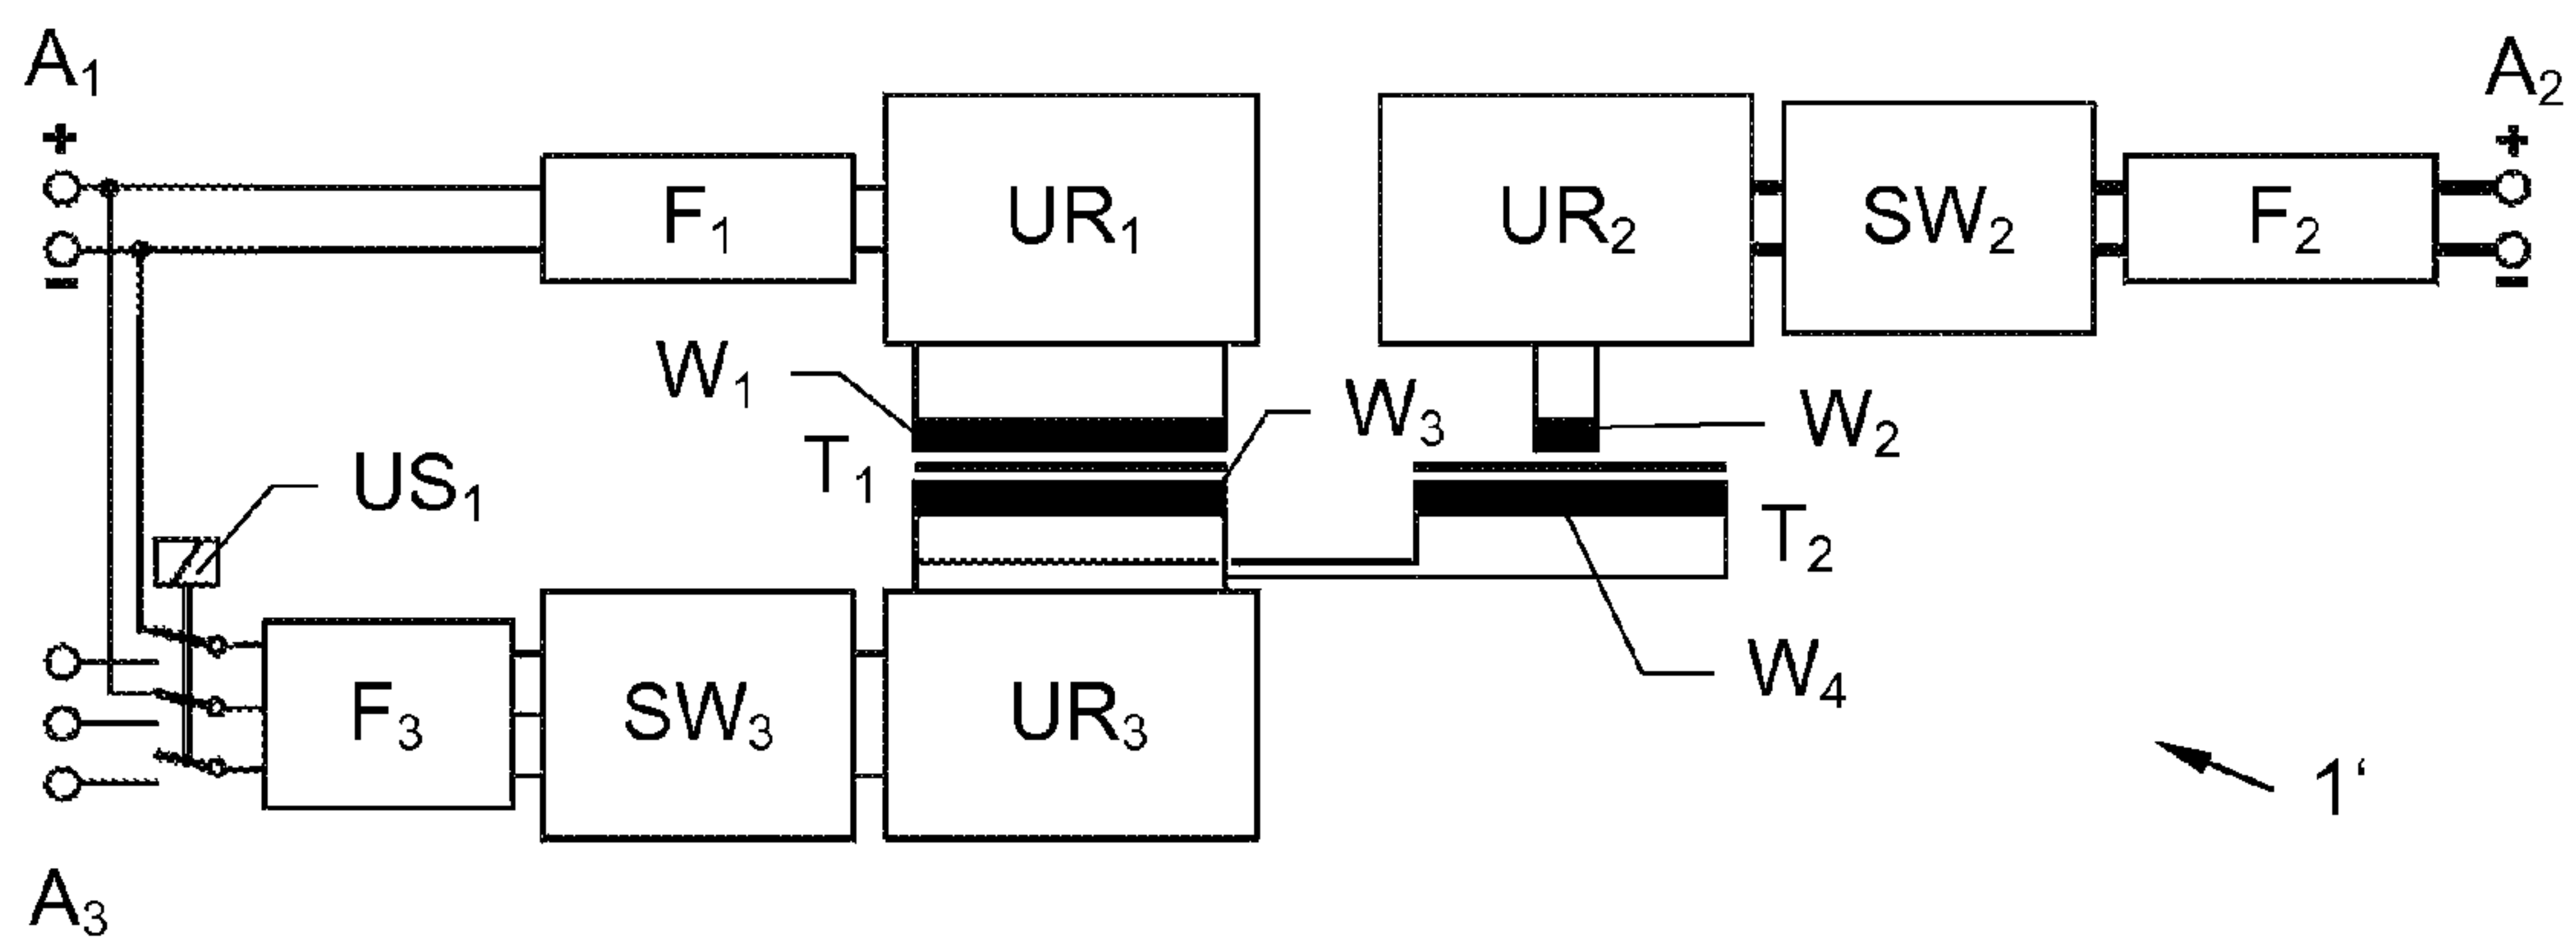 A₁ A₂
+ +
F₁ UR₁ UR₂ SW₂ F₂
− −
W₁ W₃ W₂
T₁ US₁
T₂
W₄
F₃ SW₃ UR₃
1‘
A₃